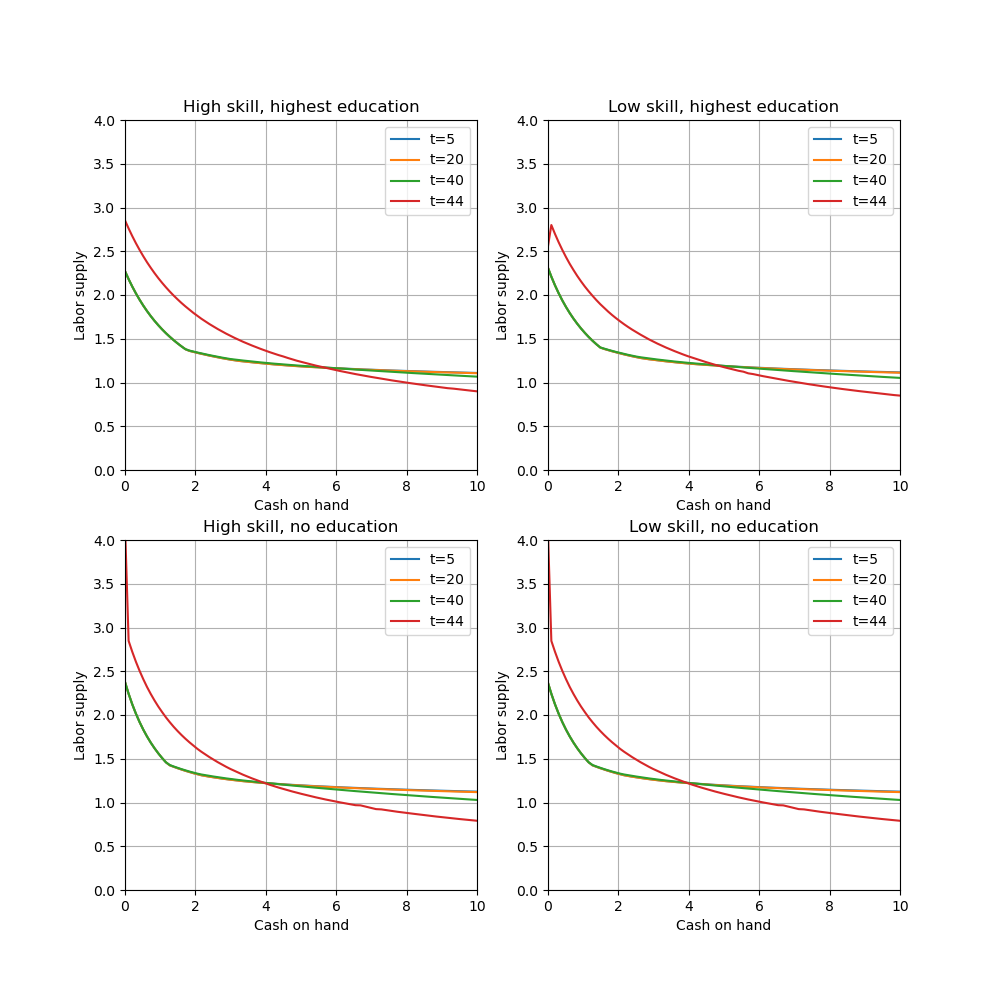 High skill, highest education
4.0
3.5
3.0
2.5
2.0
1.5
1.0
0.5
0.0
Labor supply
t=5
t=20
t=40
t=44
0 2 4 6 8 10
Cash on hand
Low skill, highest education
4.0
3.5
3.0
2.5
2.0
1.5
1.0
0.5
0.0
Labor supply
t=5
t=20
t=40
t=44
0 2 4 6 8 10
Cash on hand
High skill, no education
4.0
3.5
3.0
2.5
2.0
1.5
1.0
0.5
0.0
Labor supply
t=5
t=20
t=40
t=44
0 2 4 6 8 10
Cash on hand
Low skill, no education
4.0
3.5
3.0
2.5
2.0
1.5
1.0
0.5
0.0
Labor supply
t=5
t=20
t=40
t=44
0 2 4 6 8 10
Cash on hand